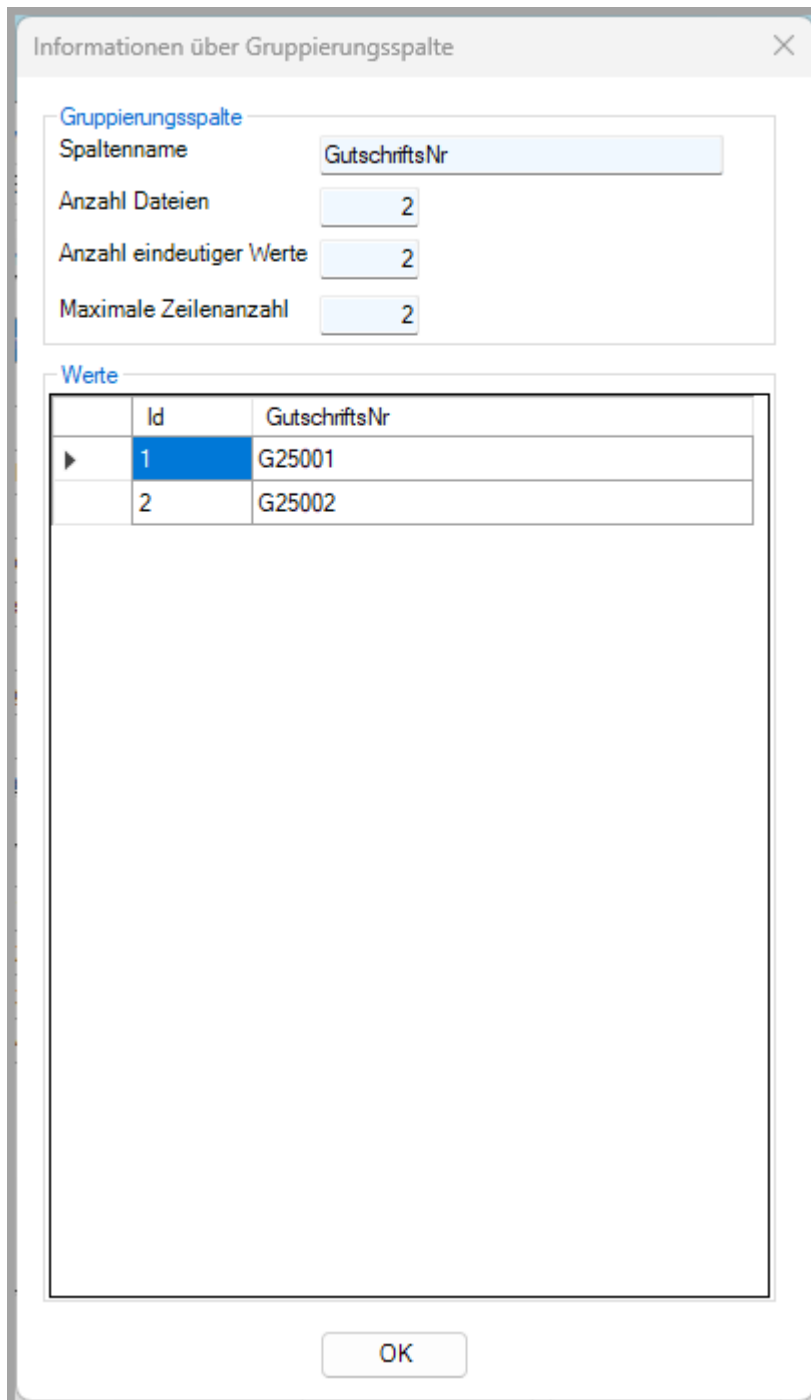 Informationen über Gruppierungsspalte
Gruppierungsspalte
Spaltenname GutschriftsNr
Anzahl Dateien 2
Anzahl eindeutiger Werte 2
Maximale Zeilenanzahl 2
Werte
Id GutschriftsNr
1 G25001
2 G25002
OK